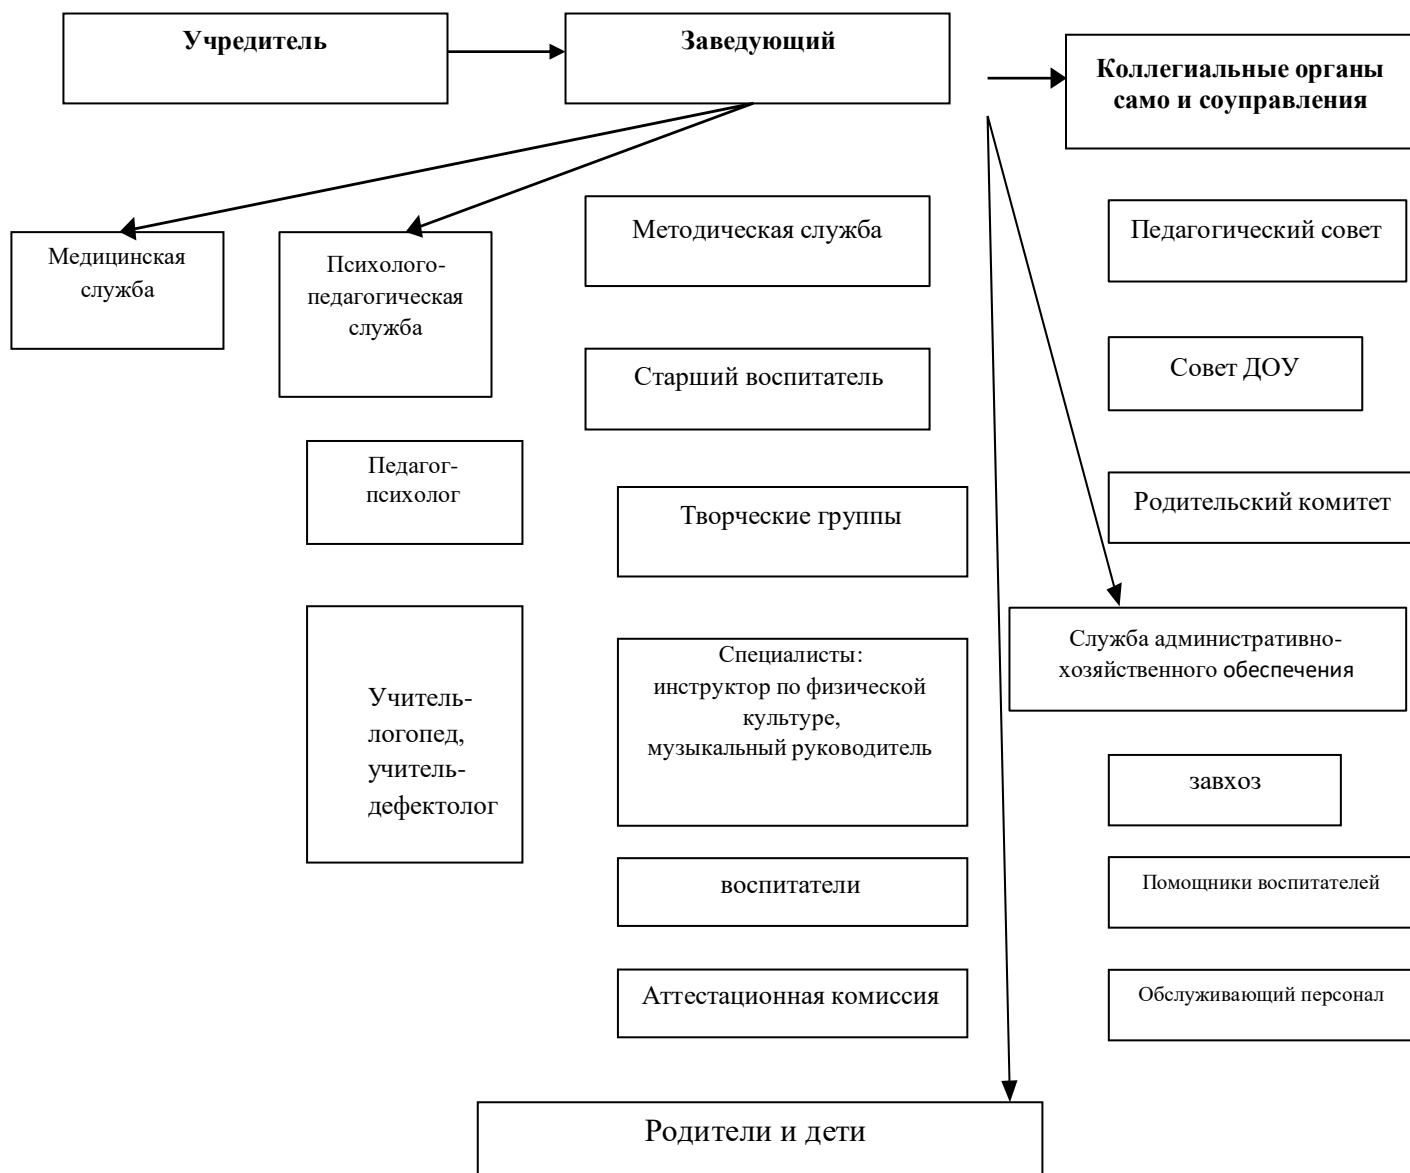 Учредитель
Заведующий
Коллегиальные органы
само и соуправления
Медицинская
служба
Психолого-
педагогическая
служба
Педагог-
психолог
Учитель-
логопед,
учитель-
дефектолог
Методическая служба
Старший воспитатель
Творческие группы
Специалисты:
инструктор по физической
культуре,
музыкальный руководитель
воспитатели
Аттестационная комиссия
Педагогический совет
Совет ДОУ
Родительский комитет
Служба административно-
хозяйственного обеспечения
завхоз
Помощники воспитателей
Обслуживающий персонал
Родители и дети